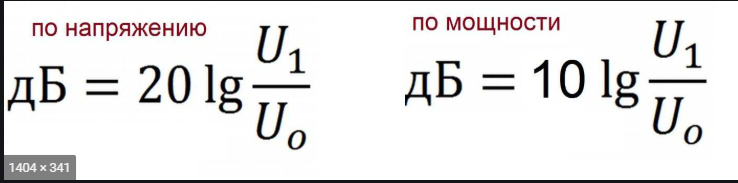 по напряжению
дБ = 20 lg U₁/Uₒ
по мощности
дБ = 10 lg U₁/Uₒ
1404 × 341